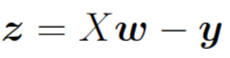 z = Xw − y